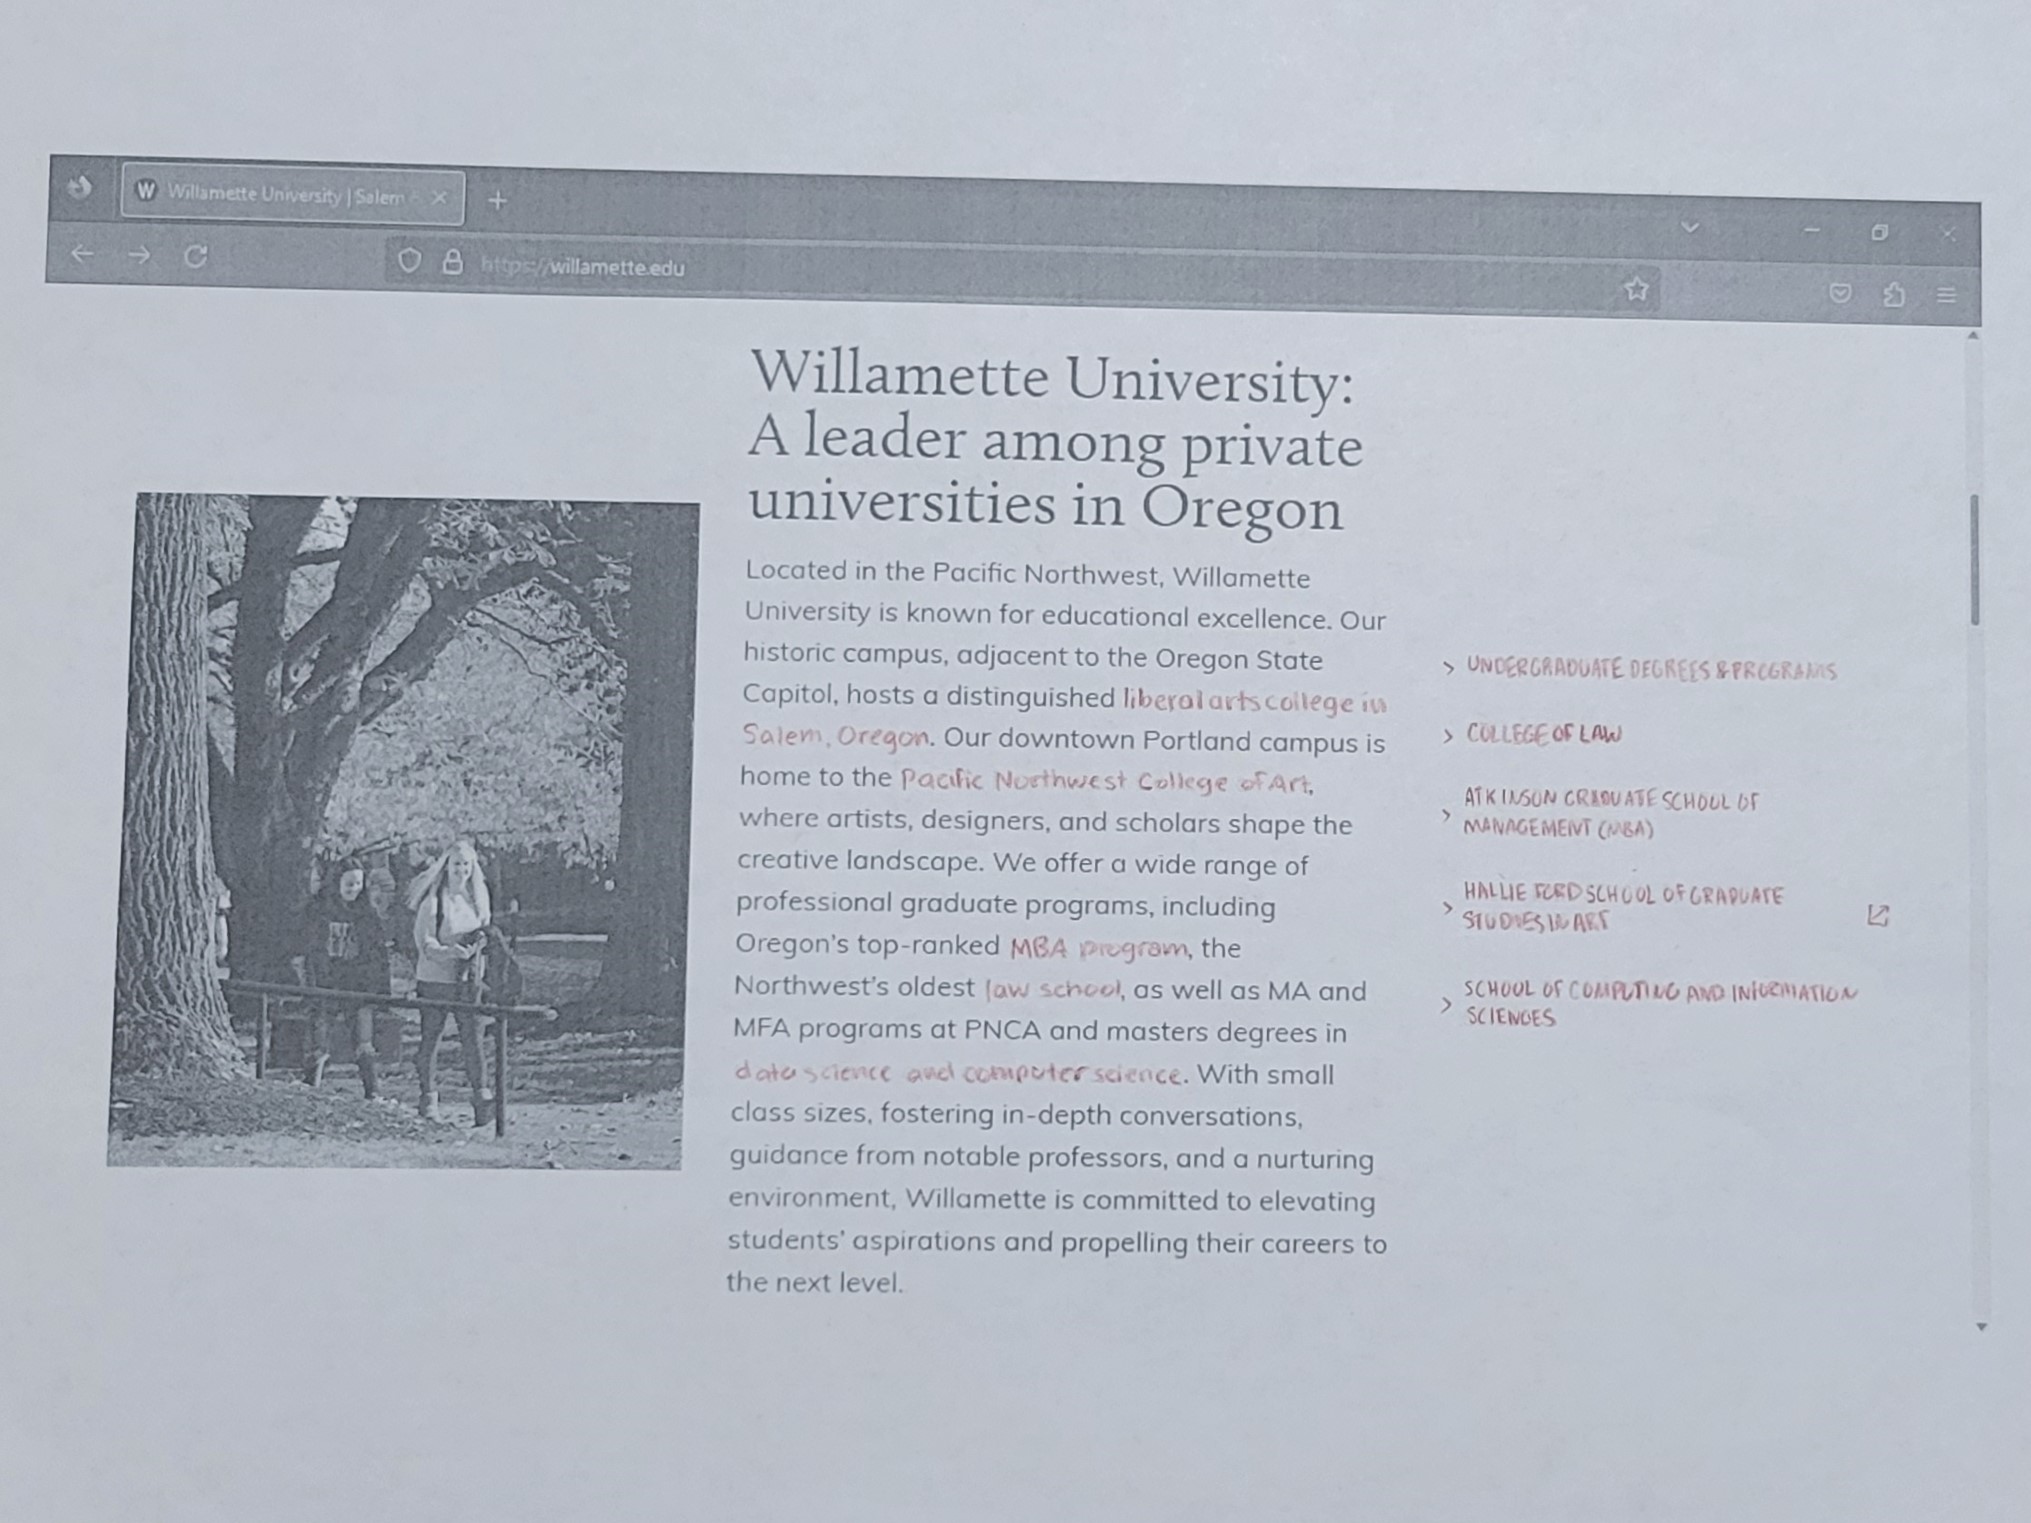 Willamette University | Salem
https://willamette.edu
Willamette University:
A leader among private
universities in Oregon
Located in the Pacific Northwest, Willamette
University is known for educational excellence. Our
historic campus, adjacent to the Oregon State
Capitol, hosts a distinguished liberal arts college in
Salem, Oregon. Our downtown Portland campus is
home to the Pacific Northwest College of Art,
where artists, designers, and scholars shape the
creative landscape. We offer a wide range of
professional graduate programs, including
Oregon's top-ranked MBA program, the
Northwest's oldest law school, as well as MA and
MFA programs at PNCA and masters degrees in
data science and computer science. With small
class sizes, fostering in-depth conversations,
guidance from notable professors, and a nurturing
environment, Willamette is committed to elevating
students' aspirations and propelling their careers to
the next level.
> UNDERGRADUATE DEGREES & PROGRAMS
> COLLEGE OF LAW
> ATKINSON GRADUATE SCHOOL OF
MANAGEMENT (MBA)
> HALLIE FORD SCHOOL OF GRADUATE
STUDIES IN ART
> SCHOOL OF COMPUTING AND INFORMATION
SCIENCES